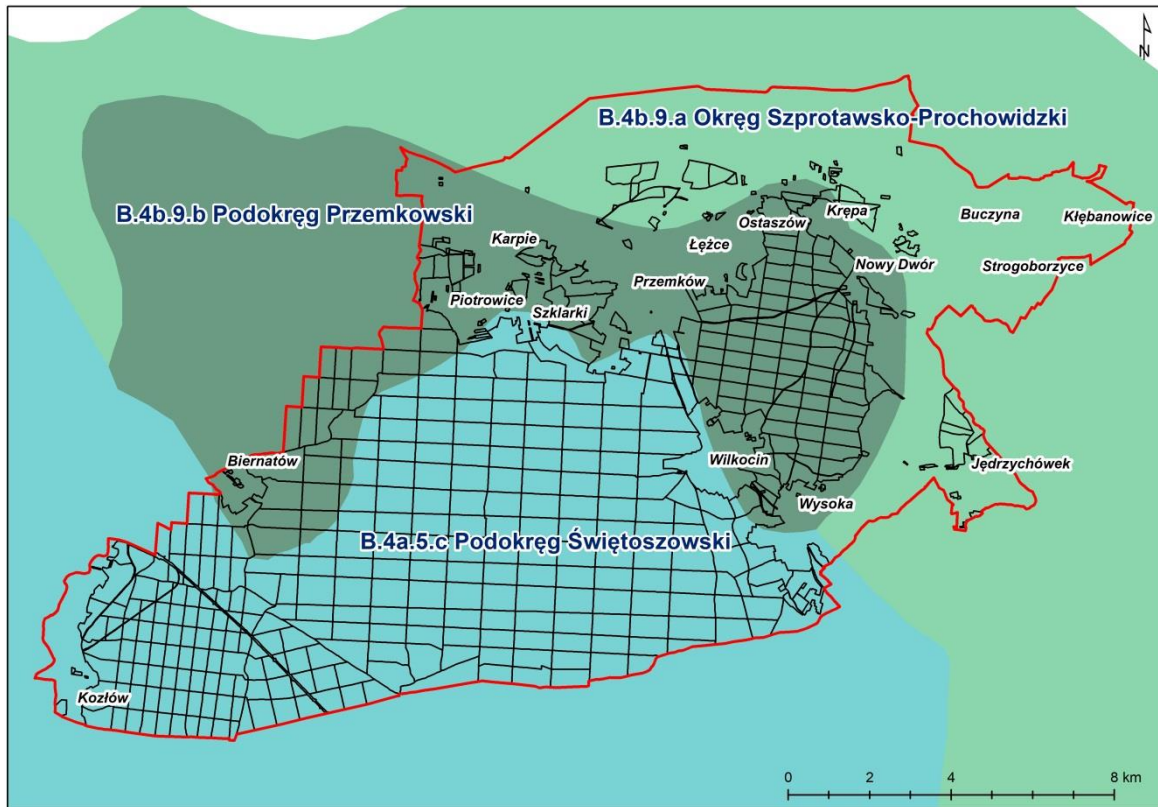 N
B.4b.9.a Okręg Szprotawsko-Prochowidzki
B.4b.9.b Podokręg Przemkowski
Krępa
Buczyna
Kłębanowice
Ostaszów
Karpie
Łężce
Nowy Dwór
Strogoborzyce
Przemków
Piotrowice
Szklarki
Biernatów
Wilkocin
Jędrzychówek
Wysoka
B.4a.5.c Podokręg Świętoszowski
Kozłów
0 2 4 8 km